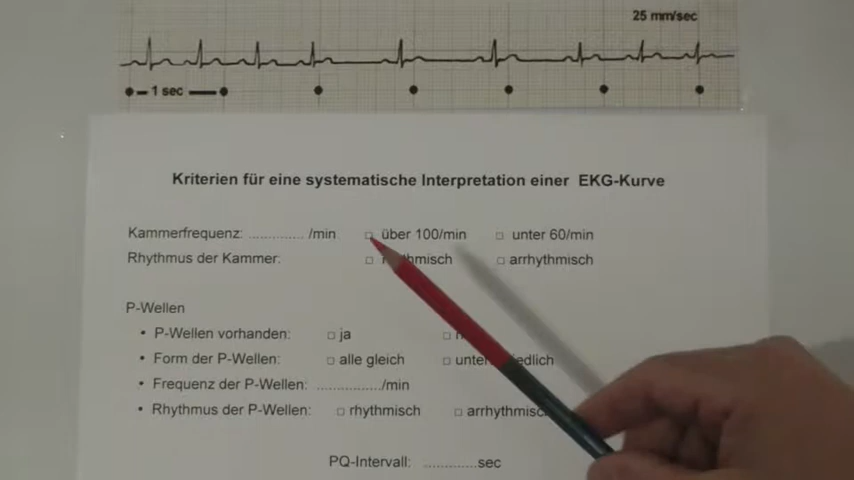 25 mm/sec
1 sec
Kriterien für eine systematische Interpretation einer EKG-Kurve
Kammerfrequenz: ............. /min □ über 100/min □ unter 60/min
Rhythmus der Kammer: □ □ arrhythmisch
P-Wellen
• P-Wellen vorhanden: □ ja □
• Form der P-Wellen: □ alle gleich □
• Frequenz der P-Wellen: ................/min
• Rhythmus der P-Wellen: □ rhythmisch □ arrhythmisch
PQ-Intervall: ............sec